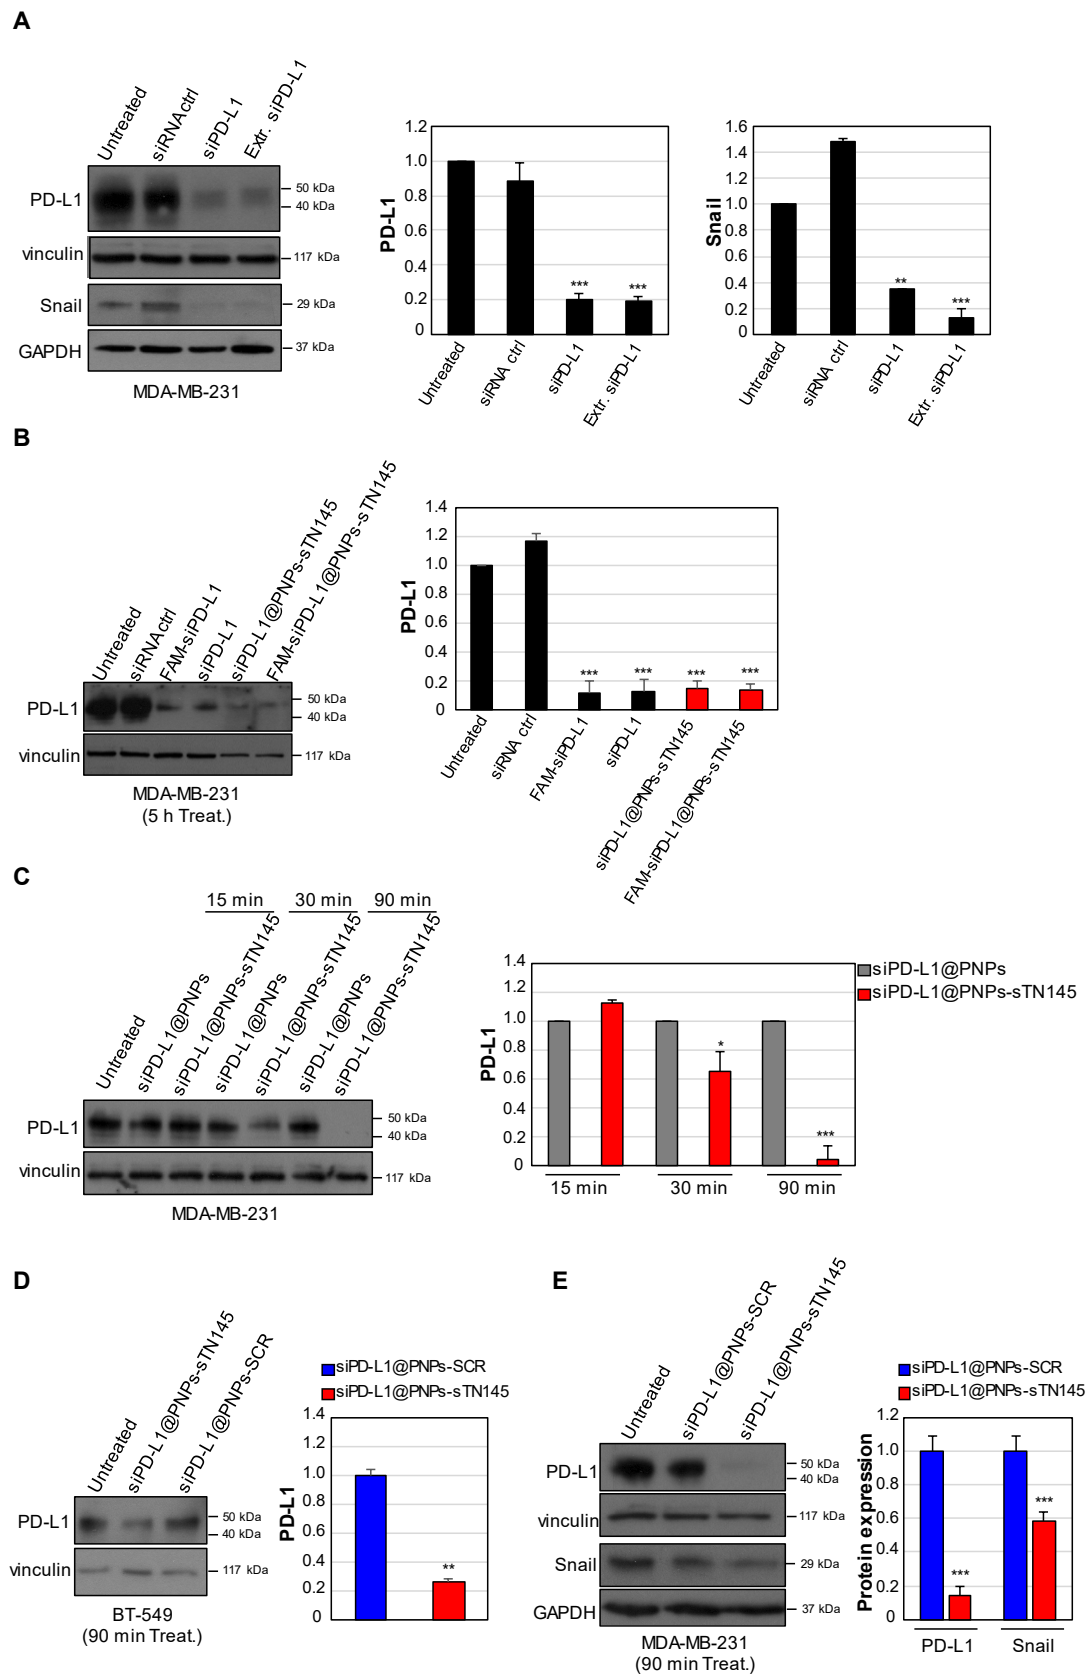 A
Untreated
siRNActrl
siPD-L1
Extr. siPD-L1
PD-L1
50 kDa
40 kDa
vinculin
117 kDa
Snail
29 kDa
GAPDH
37 kDa
MDA-MB-231
PD-L1
1.2
1.0
0.8
0.6
0.4
0.2
0
***
***
Untreated
siRNA ctrl
siPD-L1
Extr. siPD-L1
Snail
1.6
1.4
1.2
1.0
0.8
0.6
0.4
0.2
0
**
***
Untreated
siRNA ctrl
siPD-L1
Extr. siPD-L1
B
Untreated
siRNActrl
FAM-siPD-L1
siPD-L1
siPD-L1@PNPs-sTN145
FAM-siPD-L1@PNPs-sTN145
PD-L1
50 kDa
40 kDa
vinculin
117 kDa
MDA-MB-231
(5 h Treat.)
PD-L1
1.4
1.2
1.0
0.8
0.6
0.4
0.2
0
***
***
***
***
Untreated
siRNA ctrl
FAM-siPD-L1
siPD-L1
siPD-L1@PNPs-sTN145
FAM-siPD-L1@PNPs-sTN145
C
15 min
30 min
90 min
Untreated
siPD-L1@PNPs
siPD-L1@PNPs-sTN145
siPD-L1@PNPs
siPD-L1@PNPs-sTN145
siPD-L1@PNPs
siPD-L1@PNPs-sTN145
PD-L1
50 kDa
40 kDa
vinculin
117 kDa
MDA-MB-231
PD-L1
1.4
1.2
1.0
0.8
0.6
0.4
0.2
0
*
***
15 min
30 min
90 min
siPD-L1@PNPs
siPD-L1@PNPs-sTN145
D
Untreated
siPD-L1@PNPs-sTN145
siPD-L1@PNPs-SCR
PD-L1
50 kDa
40 kDa
vinculin
117 kDa
BT-549
(90 min Treat.)
siPD-L1@PNPs-SCR
siPD-L1@PNPs-sTN145
PD-L1
1.4
1.2
1.0
0.8
0.6
0.4
0.2
0
**
E
Untreated
siPD-L1@PNPs-SCR
siPD-L1@PNPs-sTN145
PD-L1
50 kDa
40 kDa
vinculin
117 kDa
Snail
29 kDa
GAPDH
37 kDa
MDA-MB-231
(90 min Treat.)
siPD-L1@PNPs-SCR
siPD-L1@PNPs-sTN145
Protein expression
1.2
1.0
0.8
0.6
0.4
0.2
0
***
***
PD-L1
Snail